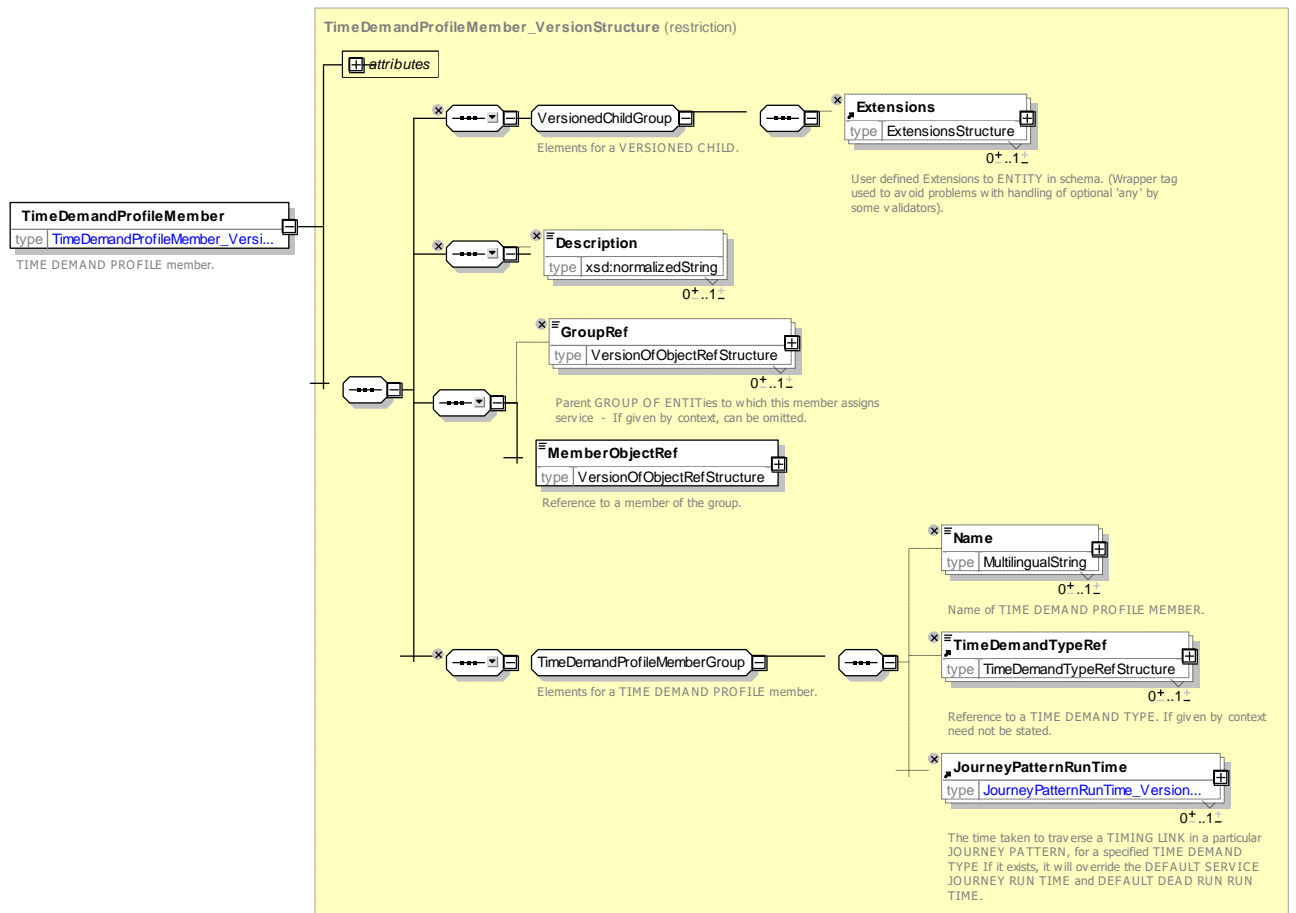 TimeDemandProfileMember_VersionStructure (restriction)
attributes
VersionedChildGroup
Elements for a VERSIONED CHILD.
Extensions
type ExtensionsStructure
0..1
User defined Extensions to ENTITY in schema. (Wrapper tag
used to avoid problems with handling of optional 'any' by
some validators).
TimeDemandProfileMember
type TimeDemandProfileMember_Versi...
TIME DEMAND PROFILE member.
Description
type xsd:normalizedString
0..1
GroupRef
type VersionOfObjectRefStructure
0..1
Parent GROUP OF ENTITies to which this member assigns
service - If given by context, can be omitted.
MemberObjectRef
type VersionOfObjectRefStructure
Reference to a member of the group.
Name
type MultilingualString
0..1
Name of TIME DEMAND PROFILE MEMBER.
TimeDemandProfileMemberGroup
Elements for a TIME DEMAND PROFILE member.
TimeDemandTypeRef
type TimeDemandTypeRefStructure
0..1
Reference to a TIME DEMAND TYPE. If given by context
need not be stated.
JourneyPatternRunTime
type JourneyPatternRunTime_Version...
0..1
The time taken to traverse a TIMING LINK in a particular
JOURNEY PATTERN, for a specified TIME DEMAND
TYPE If it exists, it will override the DEFAULT SERVICE
JOURNEY RUN TIME and DEFAULT DEAD RUN RUN
TIME.